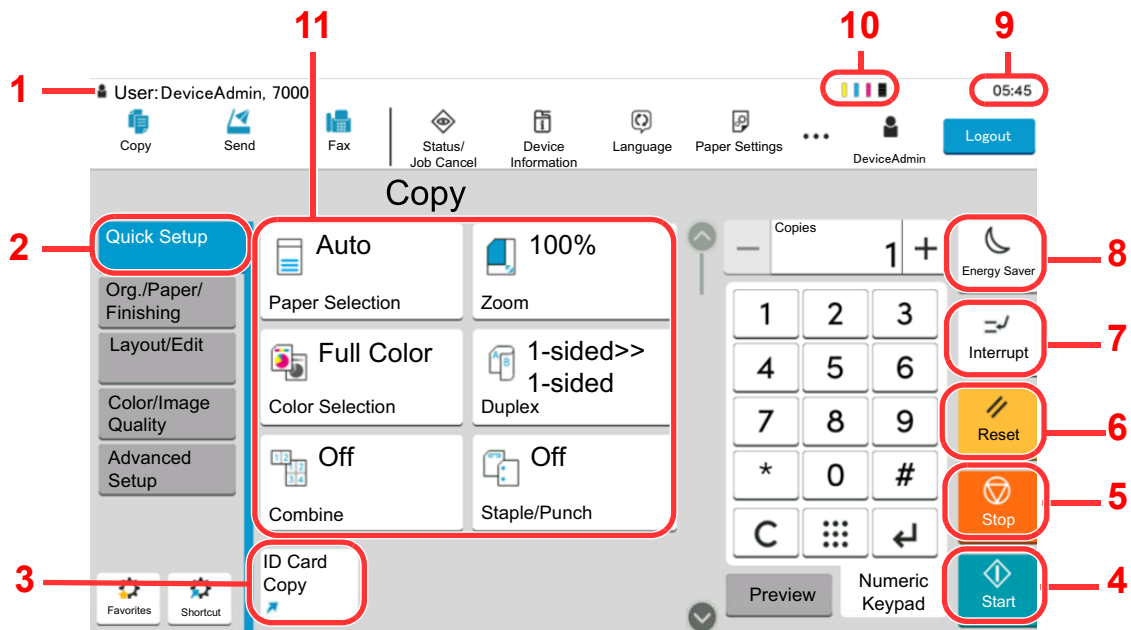 11
10
9
1
User: DeviceAdmin, 7000
05:45
Copy
Send
Fax
Status/
Job Cancel
Device
Information
Language
Paper Settings
DeviceAdmin
Logout
Copy
2
Quick Setup
Org./Paper/
Finishing
Layout/Edit
Color/Image
Quality
Advanced
Setup
Auto
Paper Selection
100%
Zoom
Full Color
Color Selection
1-sided>>
1-sided
Duplex
Off
Combine
Off
Staple/Punch
3
ID Card
Copy
Favorites
Shortcut
Copies
— 1 +
1 2 3
4 5 6
7 8 9
* 0 #
C
Preview
Numeric
Keypad
Energy Saver
8
Interrupt
7
Reset
6
Stop
5
Start
4